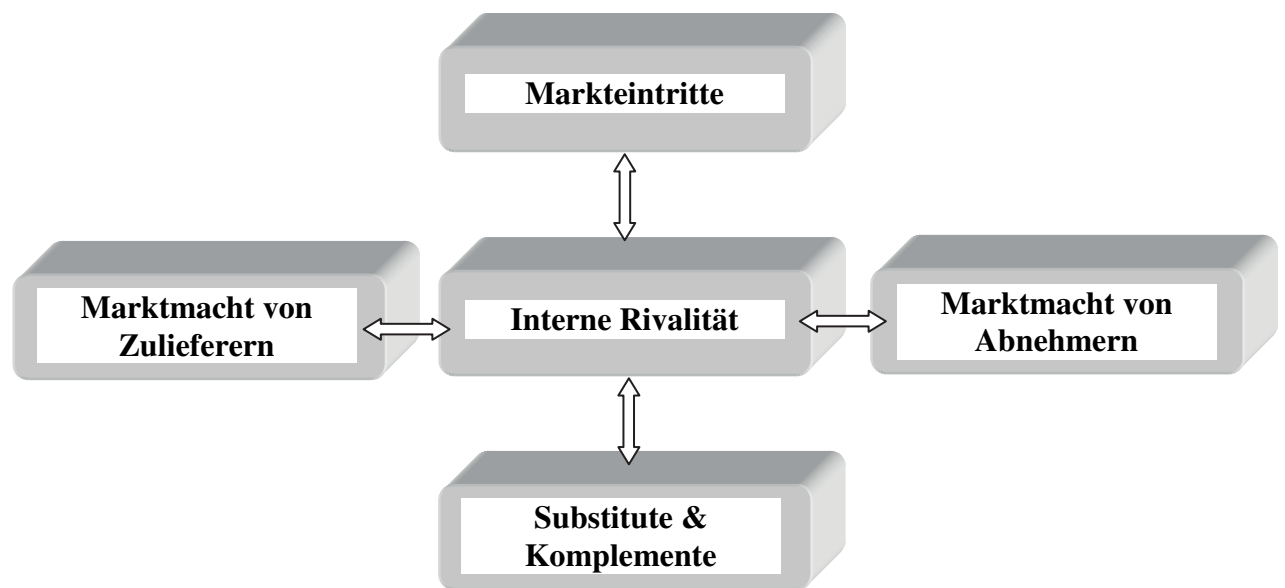 Markteintritte
Marktmacht von
Zulieferern
Interne Rivalität
Marktmacht von
Abnehmern
Substitute &
Komplemente